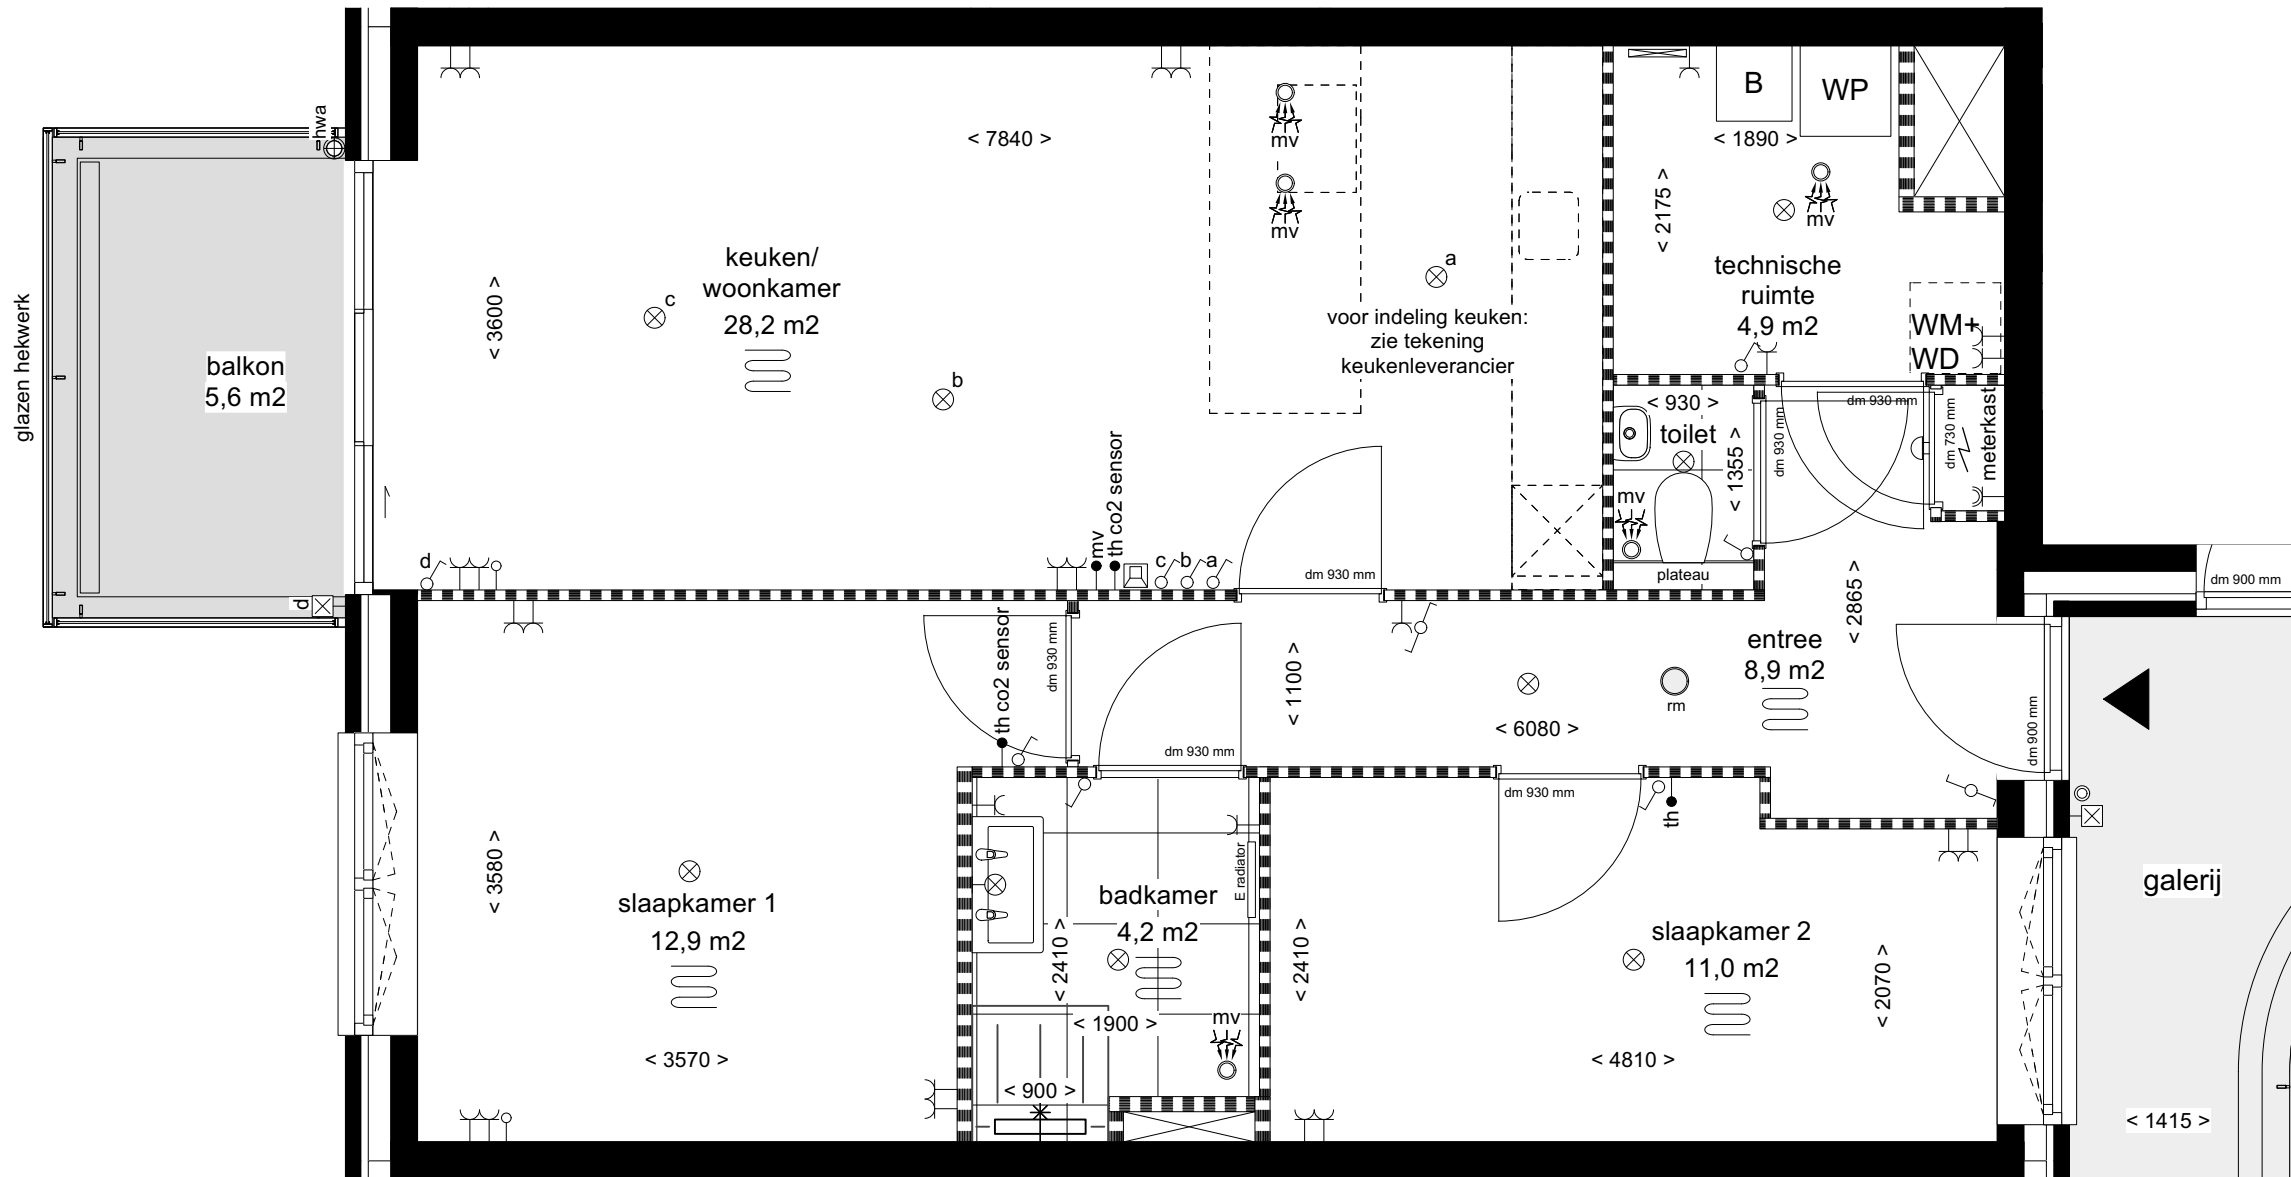 hwa
glazen hekwerk
balkon
5,6 m2
d
< 7840 >
keuken/
woonkamer
28,2 m2
< 3600 >
c
b
a
mv
mv
voor indeling keuken:
zie tekening
keukenleverancier
d
mv
th co2 sensor
c
b
a
dm 930 mm
B
WP
< 1890 >
< 2175 >
mv
technische
ruimte
4,9 m2
WM+
WD
< 930 >
toilet
< 1355 >
mv
plateau
dm 930 mm
dm 930 mm
dm 730 mm
meterkast
< 2865 >
entree
8,9 m2
rm
< 6080 >
< 1100 >
dm 900 mm
dm 900 mm
th co2 sensor
dm 930 mm
dm 930 mm
dm 930 mm
th
< 3580 >
slaapkamer 1
12,9 m2
< 3570 >
badkamer
4,2 m2
E radiator
< 2410 >
< 1900 >
< 900 >
mv
< 2410 >
slaapkamer 2
11,0 m2
< 2070 >
< 4810 >
galerij
< 1415 >